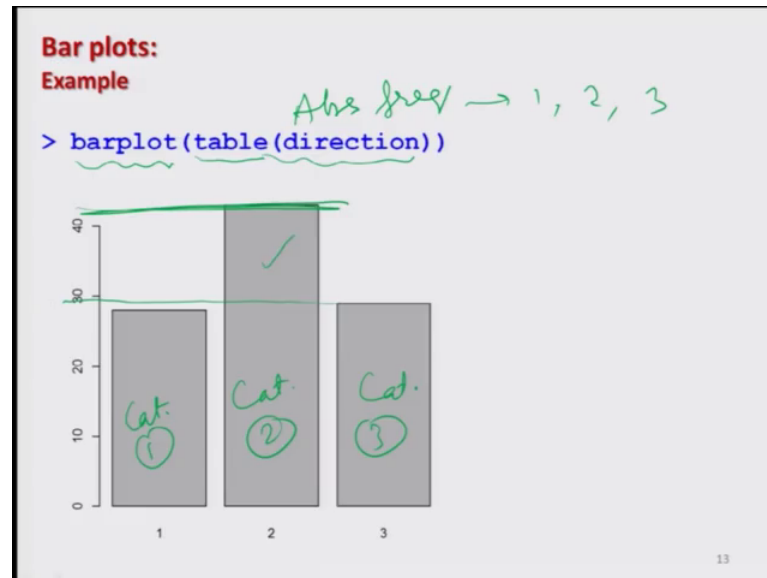 Bar plots:
Example
Abs freq → 1, 2, 3
> barplot(table(direction))
40
30
20
10
0
Cat. 1
Cat. 2
Cat. 3
1 2 3
13